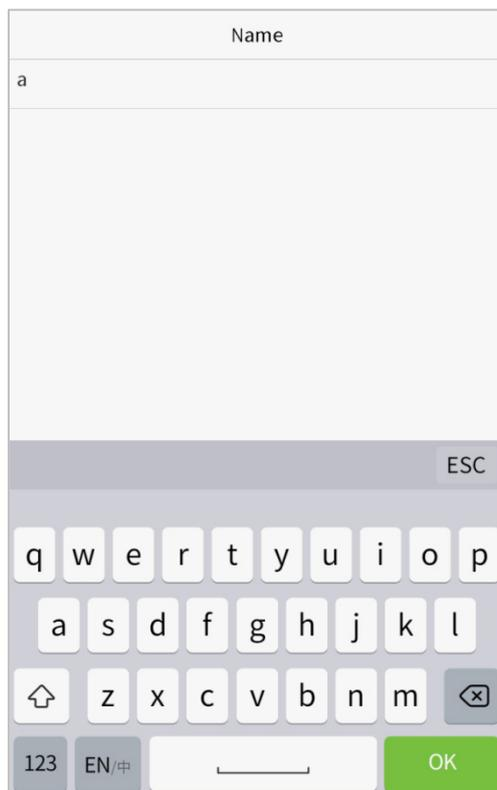 Name
a
ESC
q w e r t y u i o p
a s d f g h j k l
z x c v b n m
123 EN/中 OK